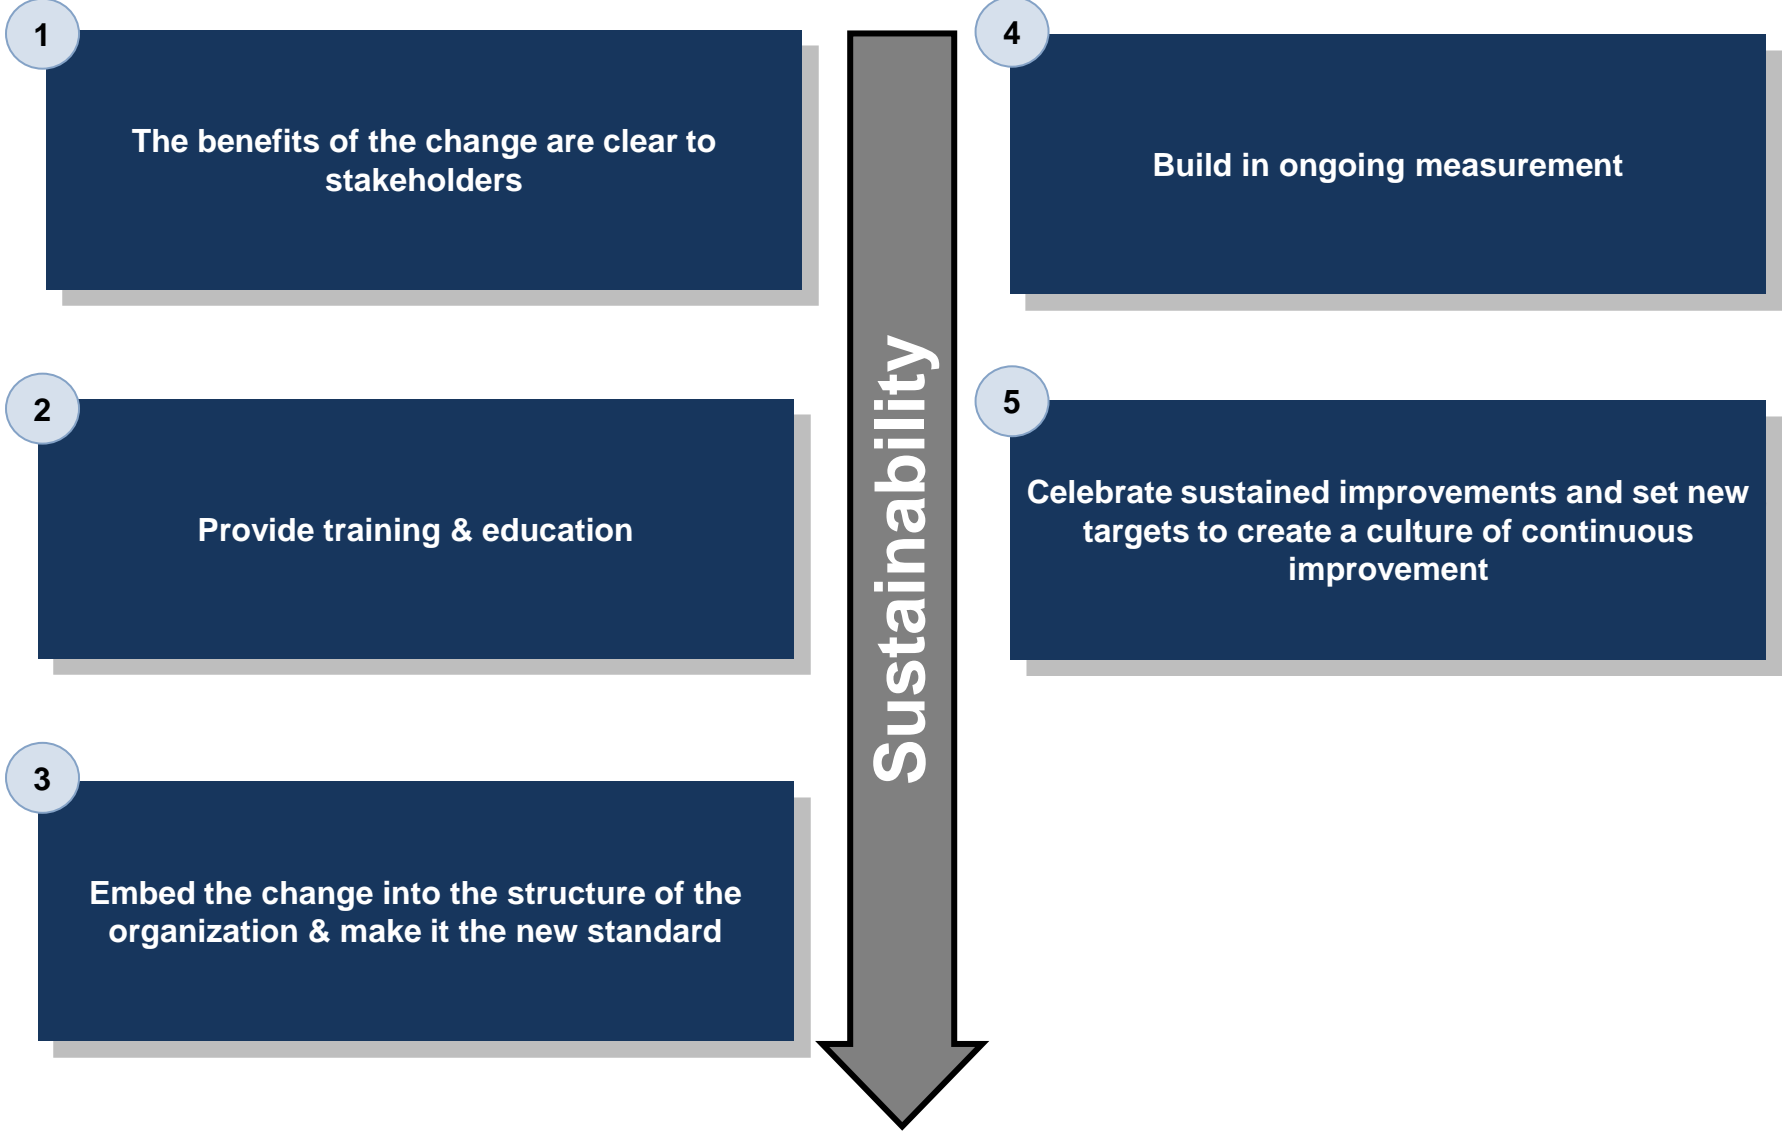 1
The benefits of the change are clear to
stakeholders
2
Provide training & education
3
Embed the change into the structure of the
organization & make it the new standard
Sustainability
4
Build in ongoing measurement
5
Celebrate sustained improvements and set new
targets to create a culture of continuous
improvement